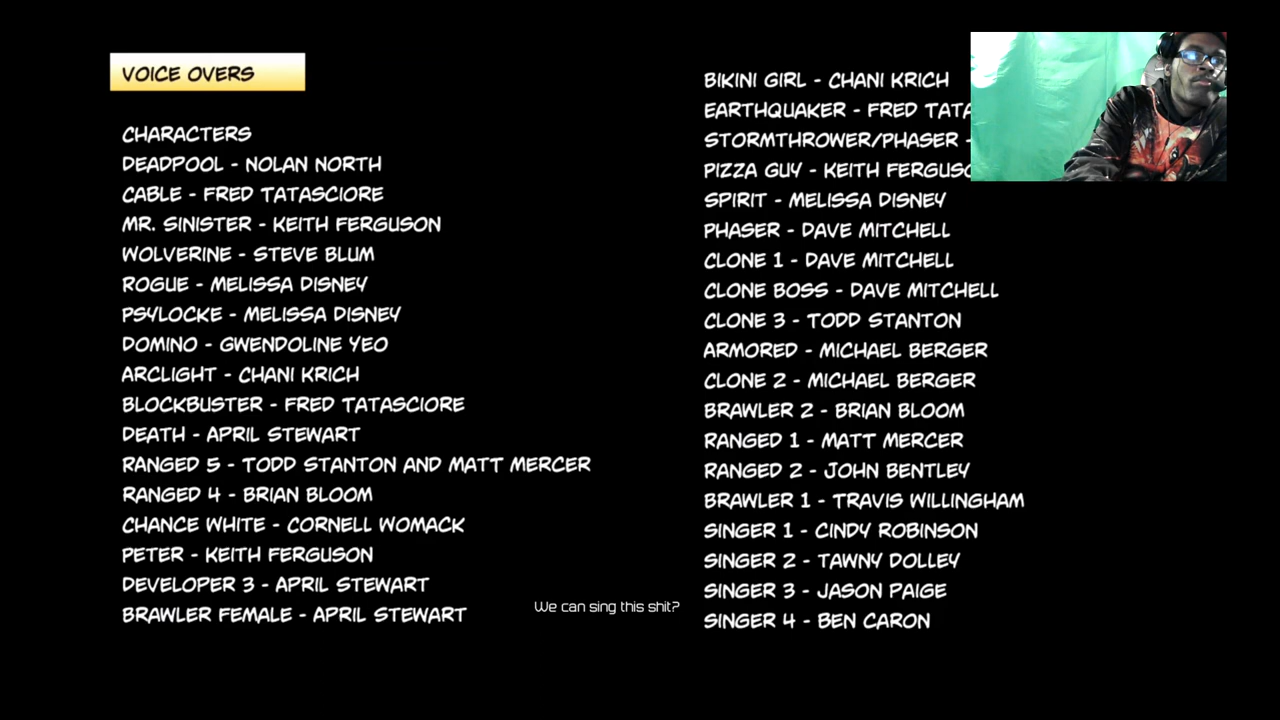 VOICE OVERS
CHARACTERS
DEADPOOL - NOLAN NORTH
CABLE - FRED TATASCIORE
MR. SINISTER - KEITH FERGUSON
WOLVERINE - STEVE BLUM
ROGUE - MELISSA DISNEY
PSYLOCKE - MELISSA DISNEY
DOMINO - GWENDOLINE YEO
ARCLIGHT - CHANI KRICH
BLOCKBUSTER - FRED TATASCIORE
DEATH - APRIL STEWART
RANGED 5 - TODD STANTON AND MATT MERCER
RANGED 4 - BRIAN BLOOM
CHANCE WHITE - CORNELL WOMACK
PETER - KEITH FERGUSON
DEVELOPER 3 - APRIL STEWART
BRAWLER FEMALE - APRIL STEWART
BIKINI GIRL - CHANI KRICH
EARTHQUAKER - FRED TATA
STORMTHROWER/PHASER -
PIZZA GUY - KEITH FERGUSO
SPIRIT - MELISSA DISNEY
PHASER - DAVE MITCHELL
CLONE 1 - DAVE MITCHELL
CLONE BOSS - DAVE MITCHELL
CLONE 3 - TODD STANTON
ARMORED - MICHAEL BERGER
CLONE 2 - MICHAEL BERGER
BRAWLER 2 - BRIAN BLOOM
RANGED 1 - MATT MERCER
RANGED 2 - JOHN BENTLEY
BRAWLER 1 - TRAVIS WILLINGHAM
SINGER 1 - CINDY ROBINSON
SINGER 2 - TAWNY DOLLEY
SINGER 3 - JASON PAIGE
SINGER 4 - BEN CARON
We can sing this shit?